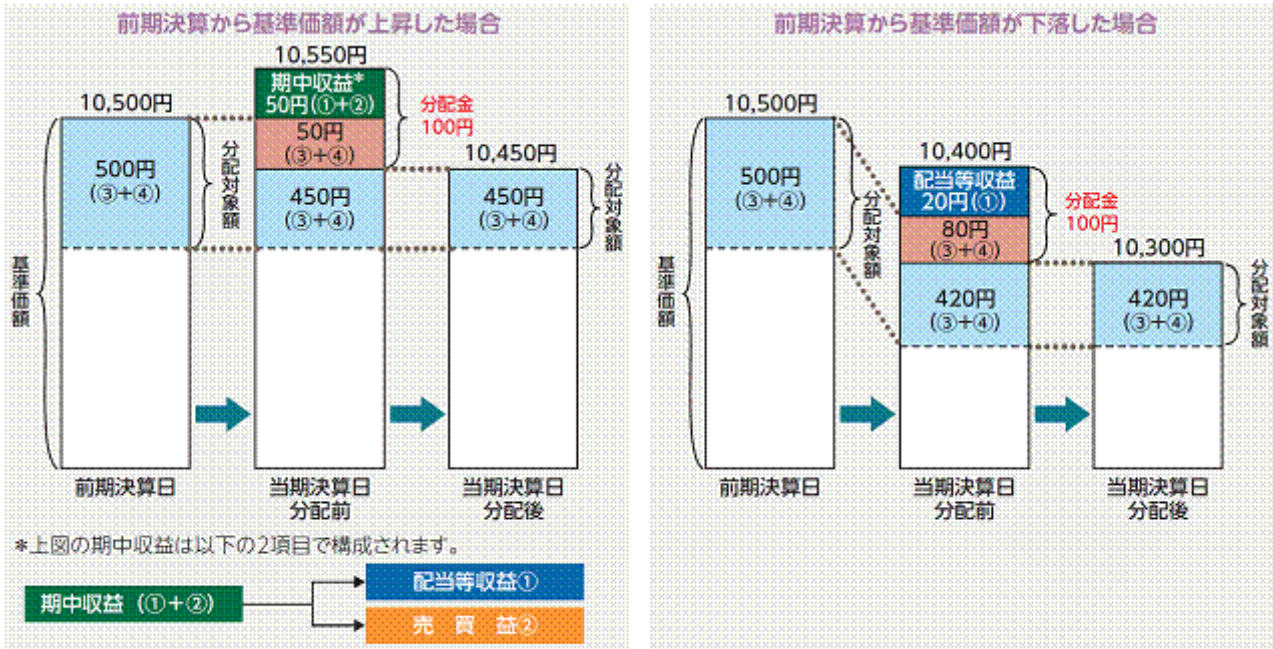 前期決算から基準価額が上昇した場合
10,500円
500円
(③+④)
分配対象額
基準価額
前期決算日
10,550円
期中収益*
50円(①+②)
50円
(③+④)
450円
(③+④)
分配金
100円
当期決算日
分配前
10,450円
450円
(③+④)
分配対象額
当期決算日
分配後
*上図の期中収益は以下の2項目で構成されます。
期中収益 (①+②)
配当等収益①
売 買 益②
前期決算から基準価額が下落した場合
10,500円
500円
(③+④)
分配対象額
基準価額
前期決算日
10,400円
配当等収益
20円(①)
80円
(③+④)
420円
(③+④)
分配金
100円
当期決算日
分配前
10,300円
420円
(③+④)
分配対象額
当期決算日
分配後